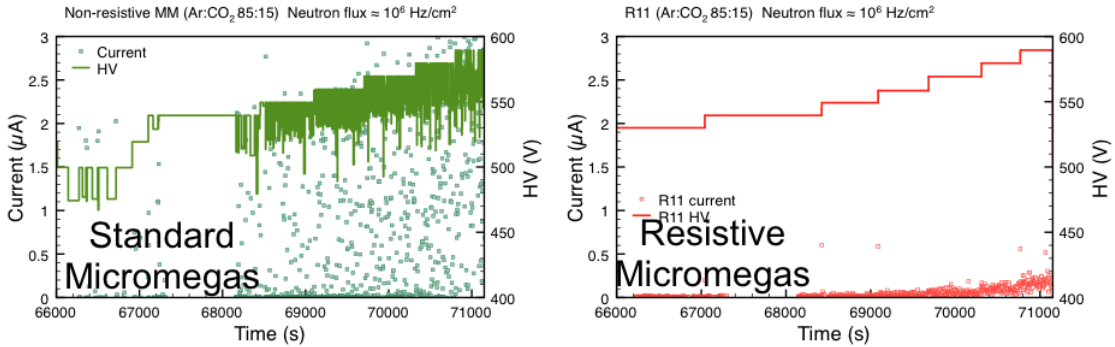 Non-resistive MM (Ar:CO2 85:15) Neutron flux ≈ 10⁶ Hz/cm²
3
2.5
2
1.5
1
0.5
0
Current (µA)
Current
HV
Standard
Micromegas
600
550
500
450
400
HV (V)
66000 67000 68000 69000 70000 71000
Time (s)
R11 (Ar:CO2 85:15) Neutron flux ≈ 10⁶ Hz/cm²
3
2.5
2
1.5
1
0.5
0
Current (µA)
R11 current
R11 HV
Resistive
Micromegas
600
550
500
450
400
HV (V)
66000 67000 68000 69000 70000 71000
Time (s)